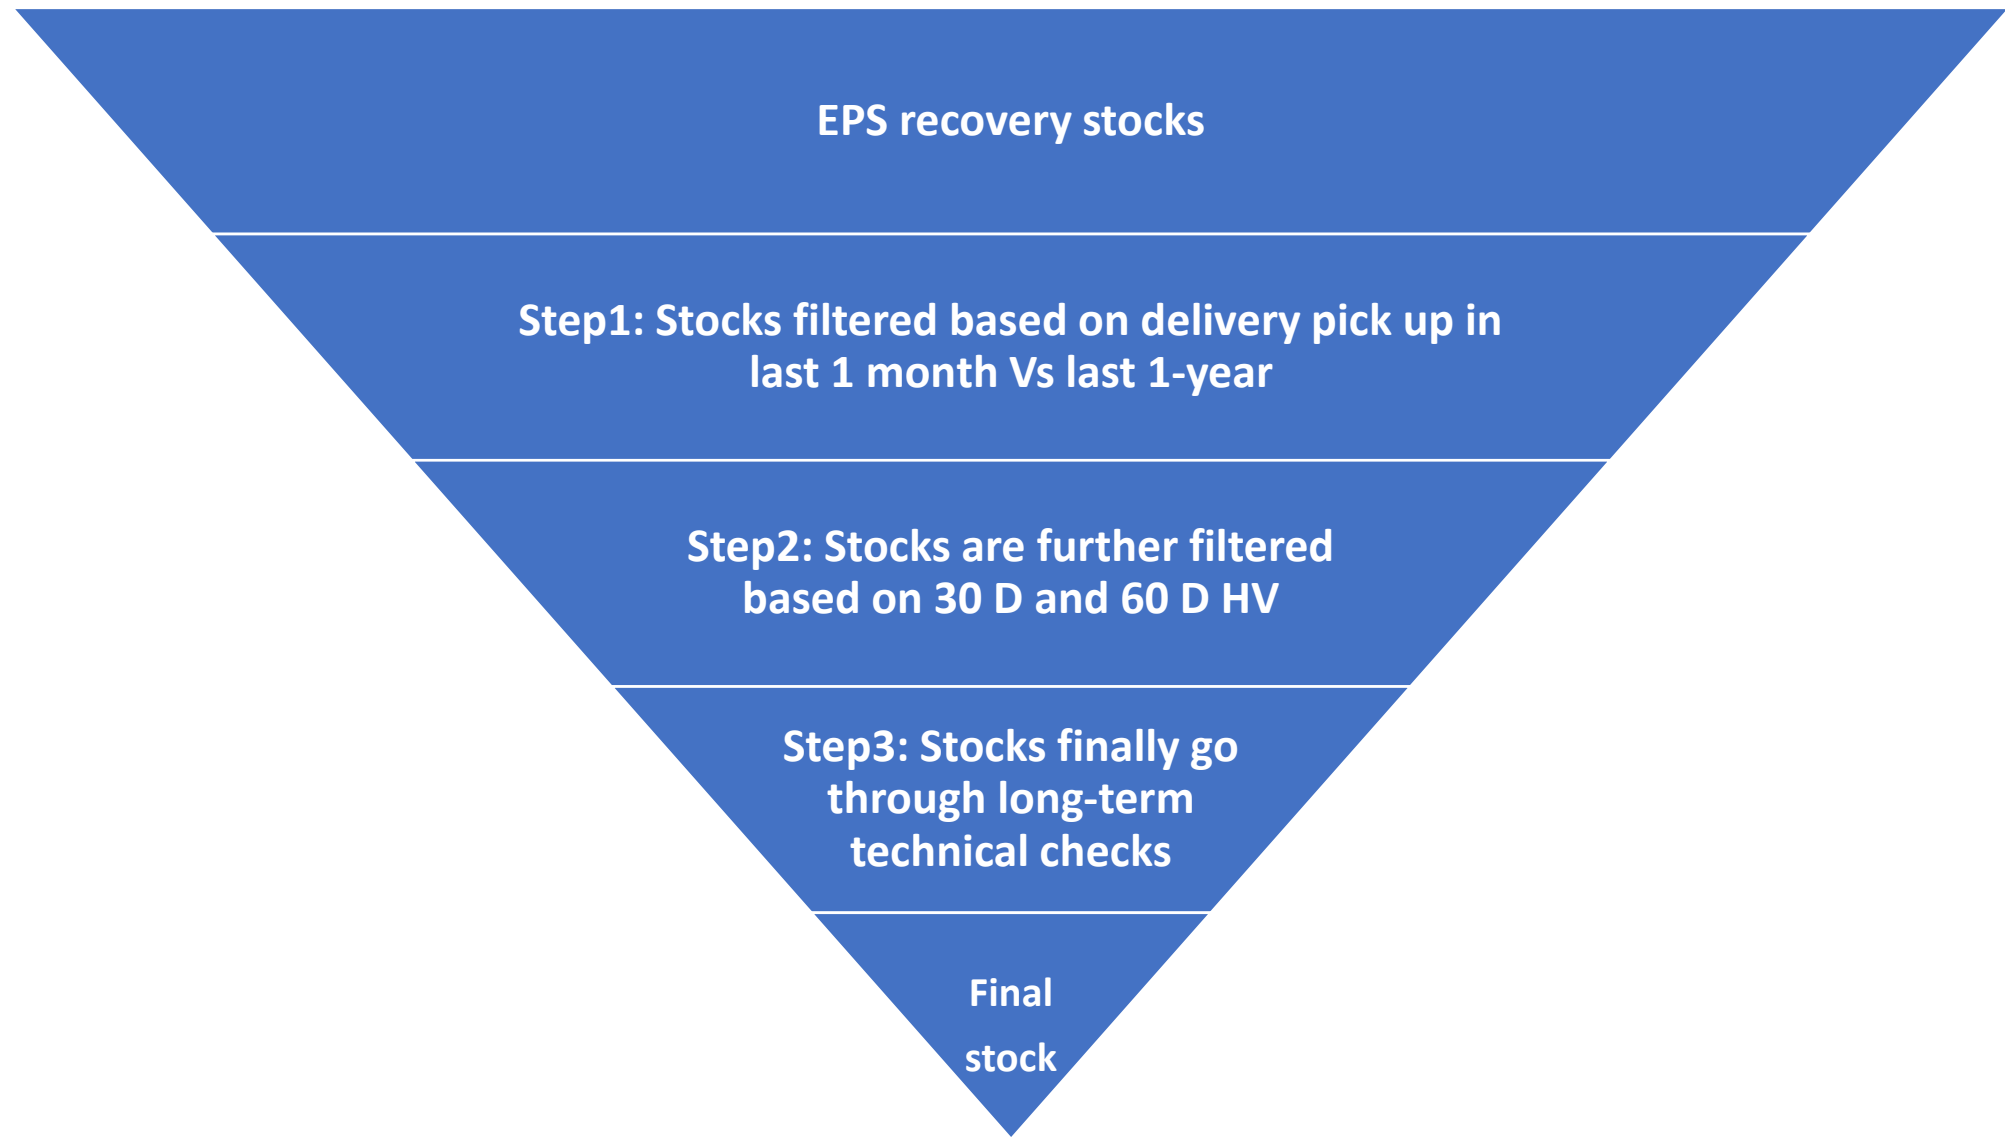 EPS recovery stocks
Step1: Stocks filtered based on delivery pick up in
last 1 month Vs last 1-year
Step2: Stocks are further filtered
based on 30 D and 60 D HV
Step3: Stocks finally go
through long-term
technical checks
Final
stock